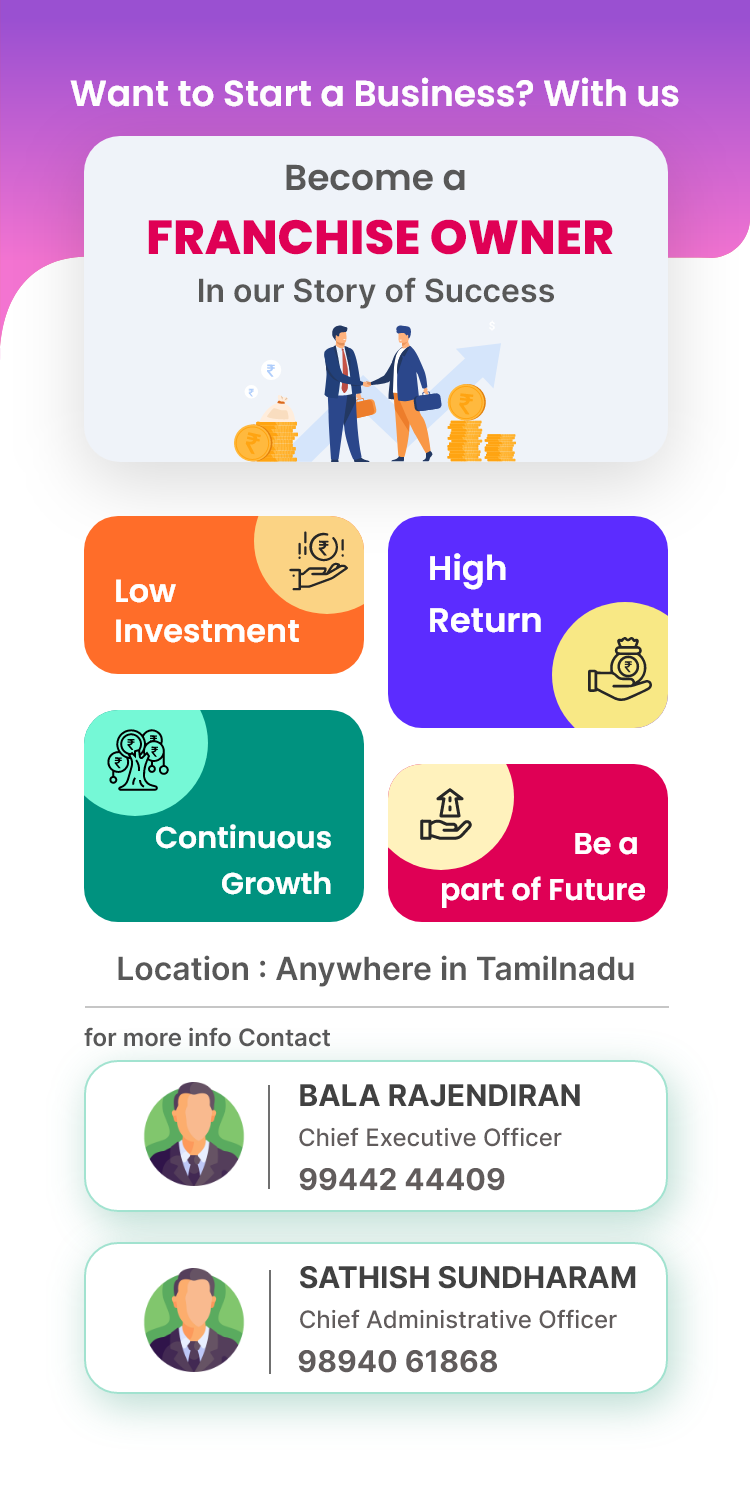 Want to Start a Business? With us
Become a
FRANCHISE OWNER
In our Story of Success
Low
Investment
High
Return
Continuous
Growth
Be a
part of Future
Location : Anywhere in Tamilnadu
for more info Contact
BALA RAJENDIRAN
Chief Executive Officer
99442 44409
SATHISH SUNDHARAM
Chief Administrative Officer
98940 61868